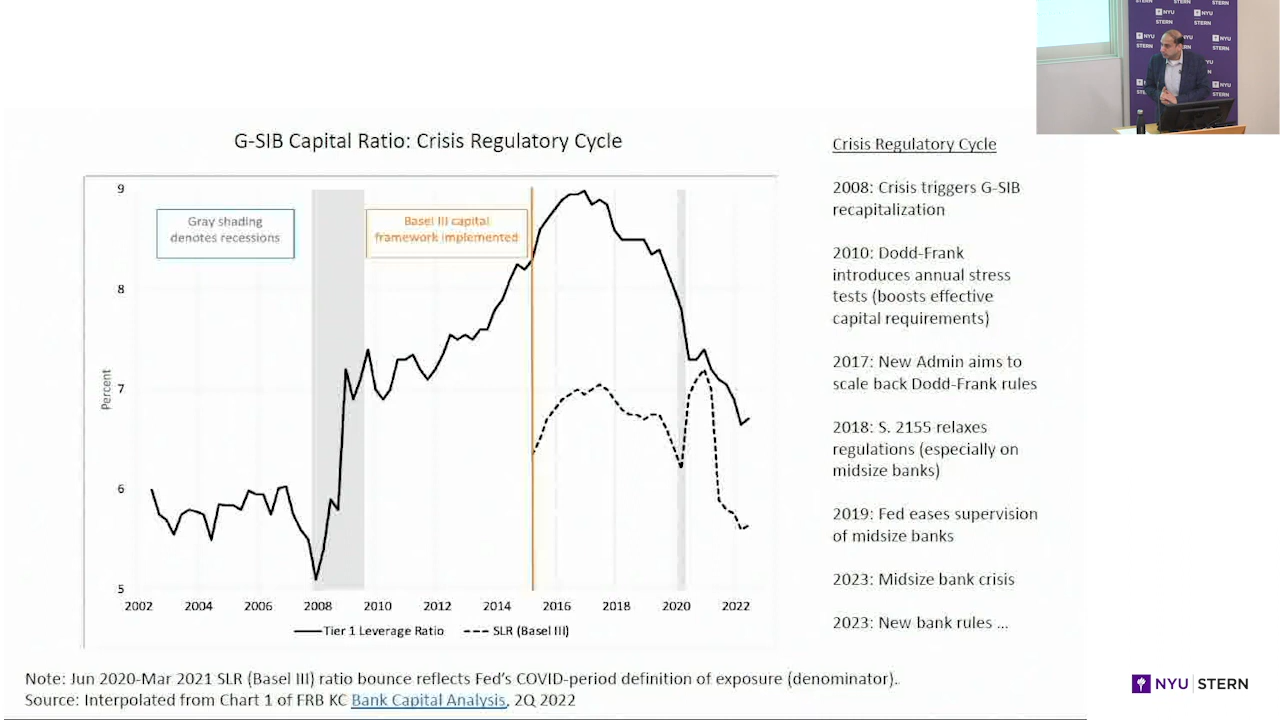 G-SIB Capital Ratio: Crisis Regulatory Cycle
Percent
9
8
7
6
5
Gray shading
denotes recessions
Basel III capital
framework implemented
2002 2004 2006 2008 2010 2012 2014 2016 2018 2020 2022
Tier 1 Leverage Ratio SLR (Basel III)
Crisis Regulatory Cycle
2008: Crisis triggers G-SIB
recapitalization
2010: Dodd-Frank
introduces annual stress
tests (boosts effective
capital requirements)
2017: New Admin aims to
scale back Dodd-Frank rules
2018: S. 2155 relaxes
regulations (especially on
midsize banks)
2019: Fed eases supervision
of midsize banks
2023: Midsize bank crisis
2023: New bank rules ...
Note: Jun 2020-Mar 2021 SLR (Basel III) ratio bounce reflects Fed's COVID-period definition of exposure (denominator).
Source: Interpolated from Chart 1 of FRB KC Bank Capital Analysis, 2Q 2022
NYU STERN